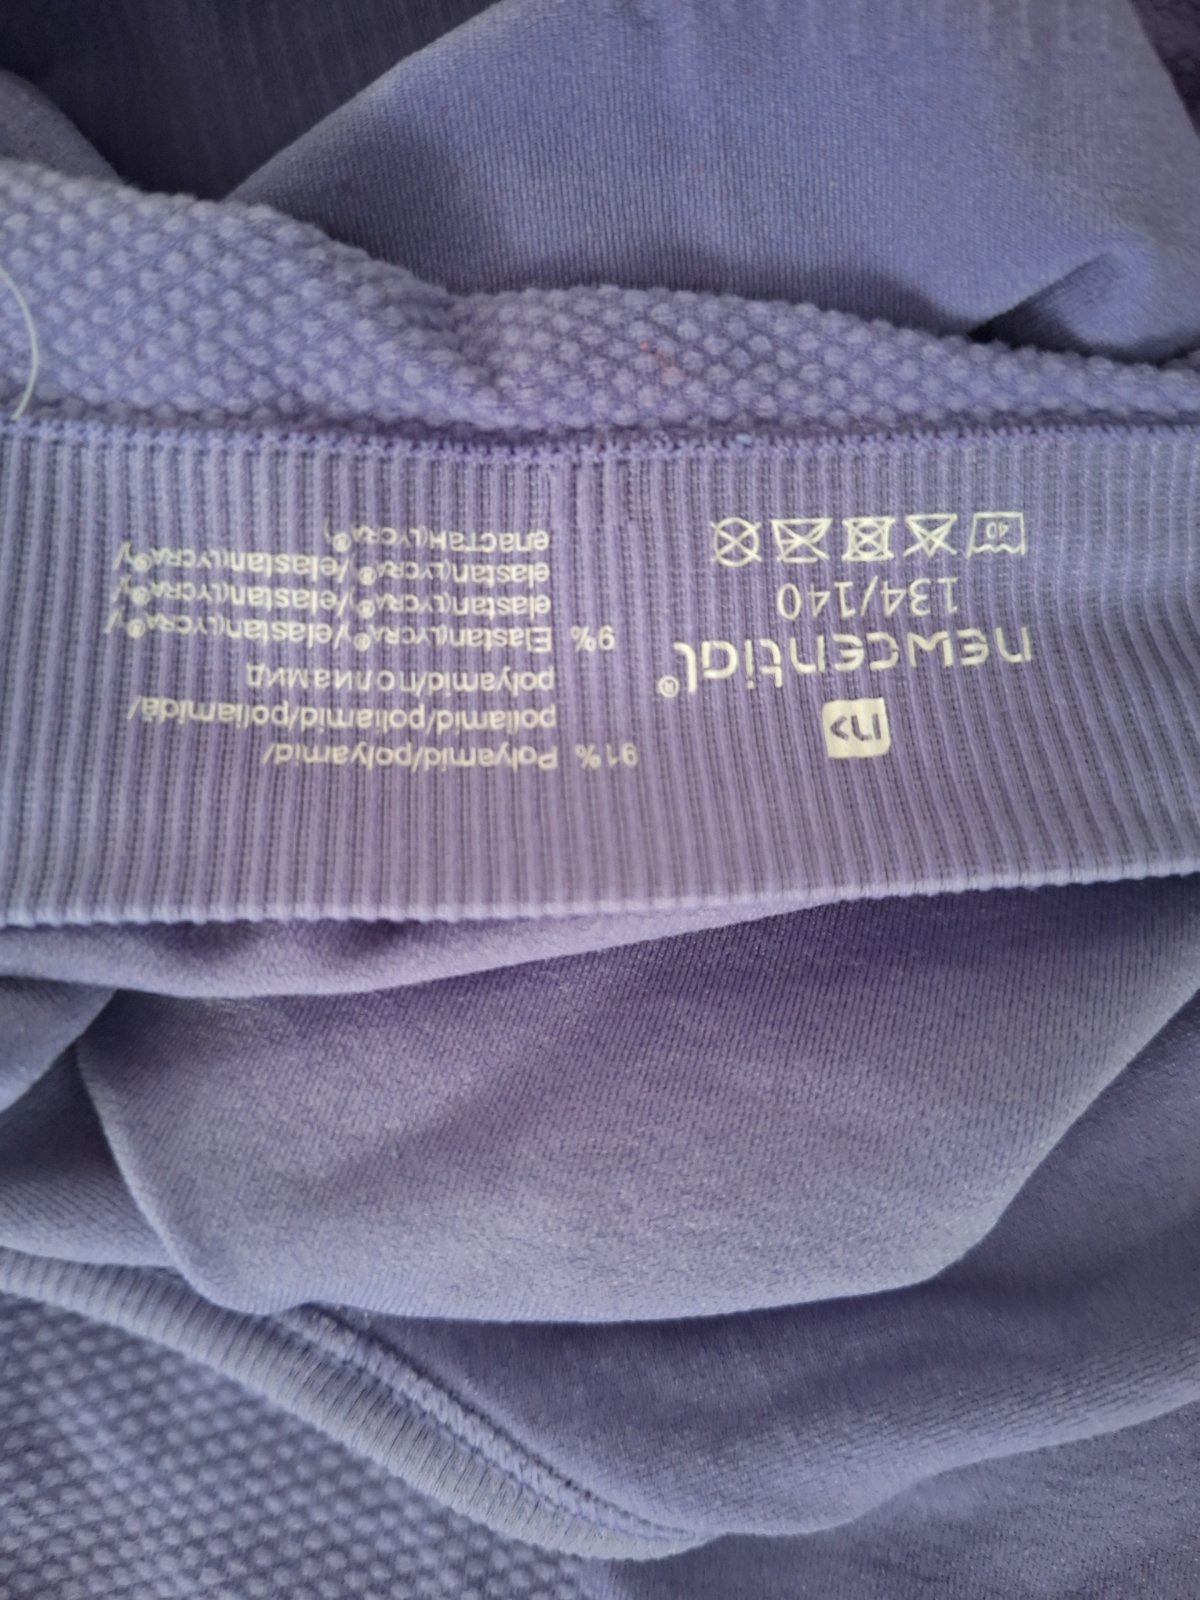 n>
newcential®
134/140
40
91% Polyamid/polyamid/
poliamid/poliamid/poliamidă/
polyamid/полиамид
9% Elastan(LYCRA®)/elastan(LYCRA®)/
elastan(LYCRA®)/elastan(LYCRA®)/
elastan(LYCRA®)/elastan(LYCRA®)/
еластан(LYCRA®)